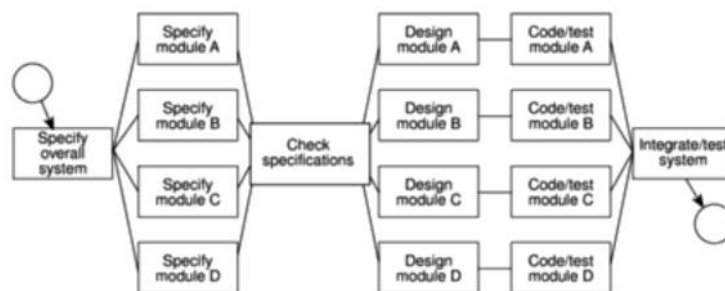 Specify
module A
Design
module A
Code/test
module A
Specify
overall
system
Specify
module B
Check
specifications
Design
module B
Code/test
module B
Integrate/test
system
Specify
module C
Design
module C
Code/test
module C
Specify
module D
Design
module D
Code/test
module D